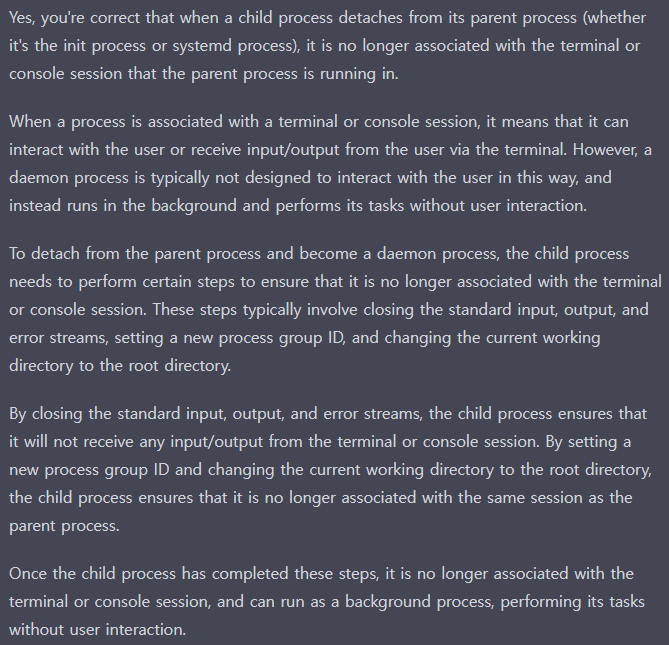 Yes, you're correct that when a child process detaches from its parent process (whether
it's the init process or systemd process), it is no longer associated with the terminal or
console session that the parent process is running in.
When a process is associated with a terminal or console session, it means that it can
interact with the user or receive input/output from the user via the terminal. However, a
daemon process is typically not designed to interact with the user in this way, and
instead runs in the background and performs its tasks without user interaction.
To detach from the parent process and become a daemon process, the child process
needs to perform certain steps to ensure that it is no longer associated with the terminal
or console session. These steps typically involve closing the standard input, output, and
error streams, setting a new process group ID, and changing the current working
directory to the root directory.
By closing the standard input, output, and error streams, the child process ensures that
it will not receive any input/output from the terminal or console session. By setting a
new process group ID and changing the current working directory to the root directory,
the child process ensures that it is no longer associated with the same session as the
parent process.
Once the child process has completed these steps, it is no longer associated with the
terminal or console session, and can run as a background process, performing its tasks
without user interaction.